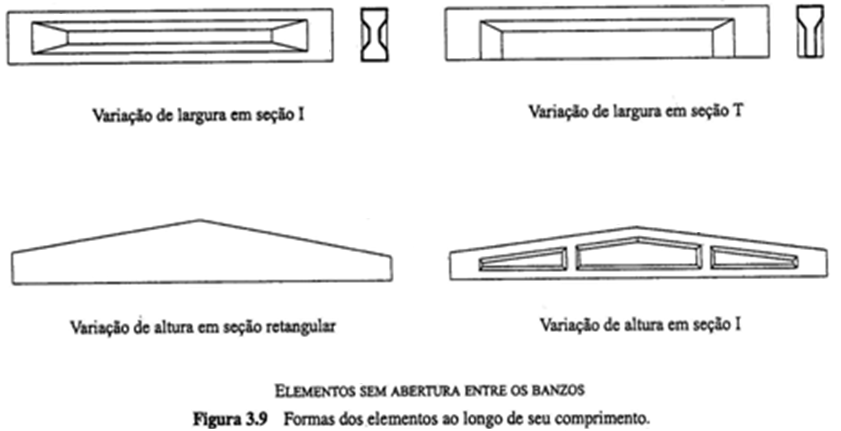 Variação de largura em seção I
Variação de largura em seção T
Variação de altura em seção retangular
Variação de altura em seção I
ELEMENTOS SEM ABERTURA ENTRE OS BANZOS
Figura 3.9 Formas dos elementos ao longo de seu comprimento.